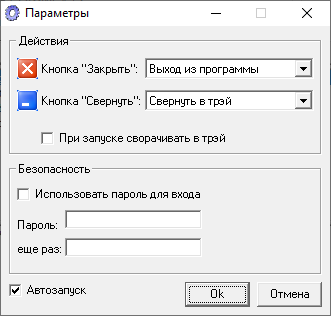 Параметры
Действия
Кнопка "Закрыть": Выход из программы
Кнопка "Свернуть": Свернуть в трэй
При запуске сворачивать в трэй
Безопасность
Использовать пароль для входа
Пароль:
еще раз:
Автозапуск
Ok
Отмена